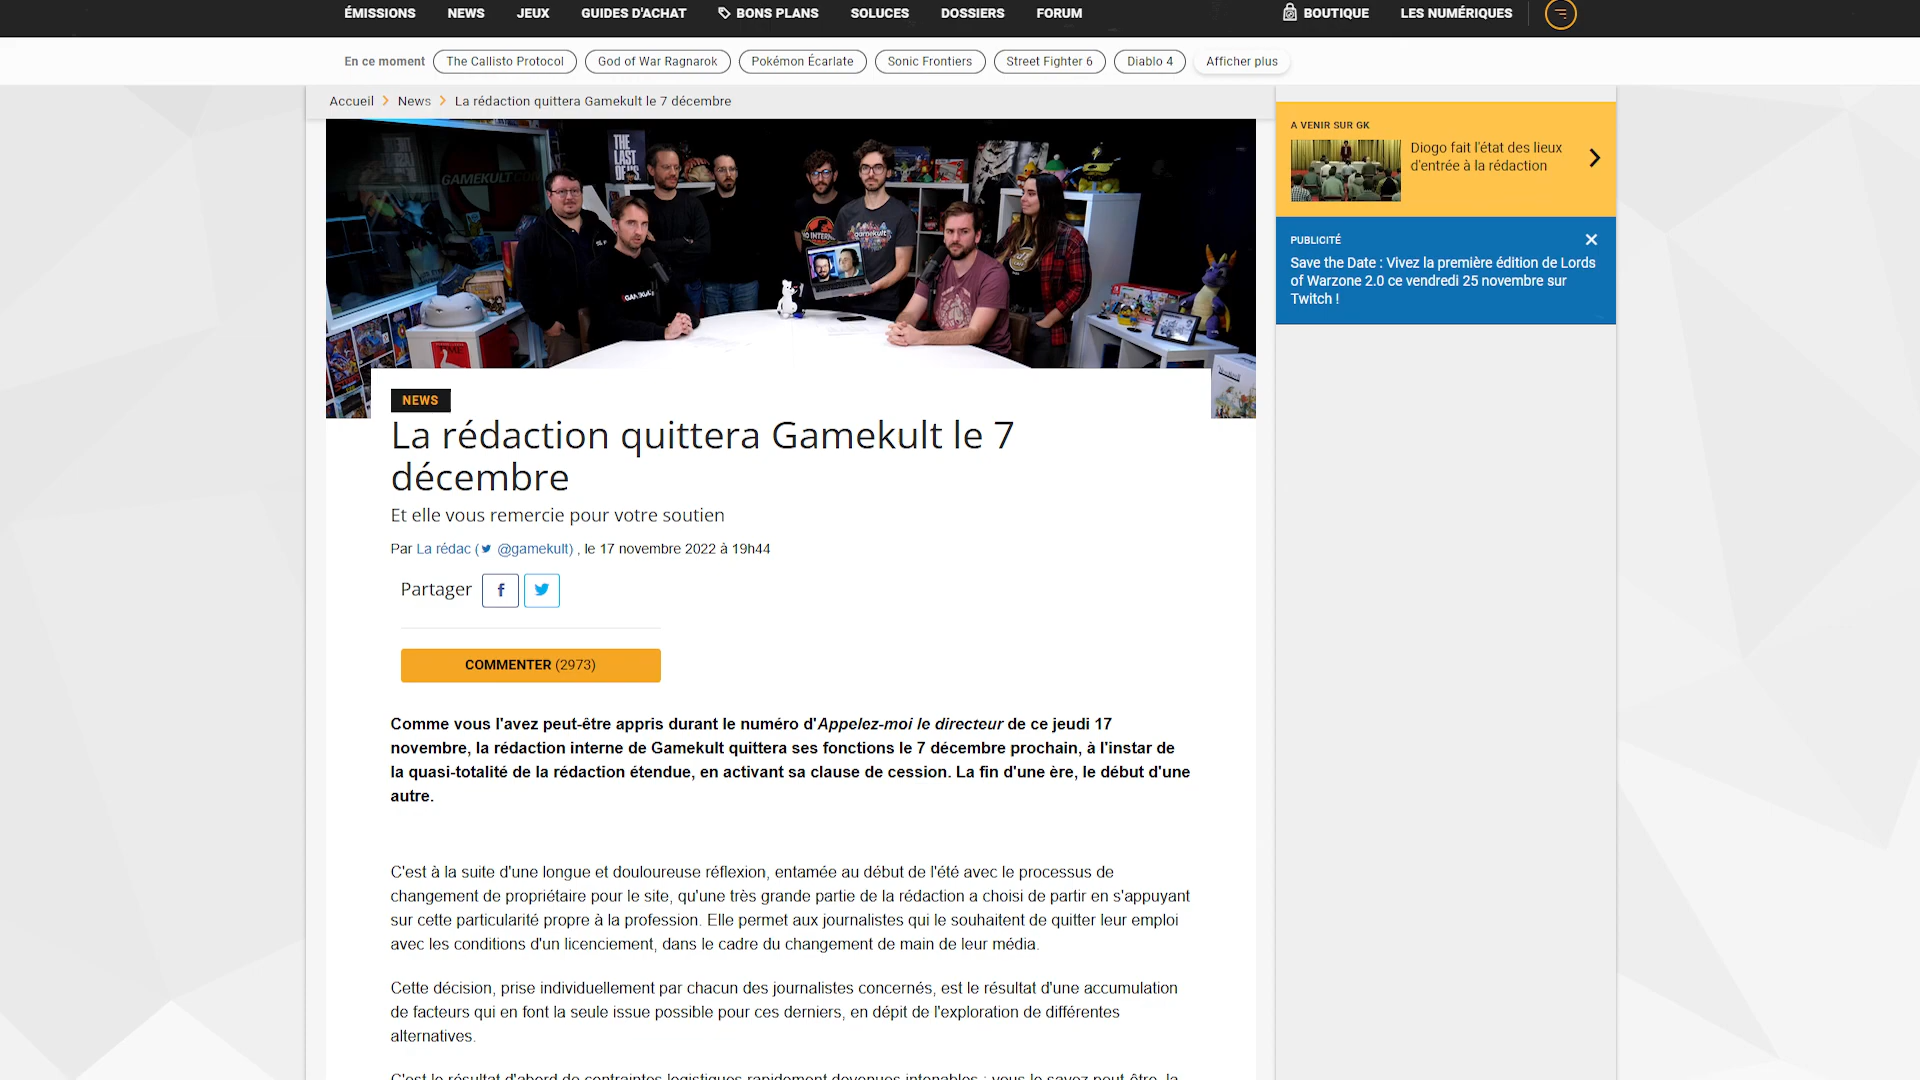 ÉMISSIONS NEWS JEUX GUIDES D'ACHAT BONS PLANS SOLUCES DOSSIERS FORUM BOUTIQUE LES NUMÉRIQUES
En ce moment The Callisto Protocol God of War Ragnarok Pokémon Écarlate Sonic Frontiers Street Fighter 6 Diablo 4 Afficher plus
Accueil News La rédaction quittera Gamekult le 7 décembre
GAMEKULT.COM
THE
LAST
OF US
NO INTERNET
gamekult
GAMEKULT
NEWS
La rédaction quittera Gamekult le 7
décembre
Et elle vous remercie pour votre soutien
Par La rédac ( @gamekult) , le 17 novembre 2022 à 19h44
Partager
COMMENTER (2973)
Comme vous l'avez peut-être appris durant le numéro d'Appelez-moi le directeur de ce jeudi 17
novembre, la rédaction interne de Gamekult quittera ses fonctions le 7 décembre prochain, à l'instar de
la quasi-totalité de la rédaction étendue, en activant sa clause de cession. La fin d'une ère, le début d'une
autre.
C'est à la suite d'une longue et douloureuse réflexion, entamée au début de l'été avec le processus de
changement de propriétaire pour le site, qu'une très grande partie de la rédaction a choisi de partir en s'appuyant
sur cette particularité propre à la profession. Elle permet aux journalistes qui le souhaitent de quitter leur emploi
avec les conditions d'un licenciement, dans le cadre du changement de main de leur média.
Cette décision, prise individuellement par chacun des journalistes concernés, est le résultat d'une accumulation
de facteurs qui en font la seule issue possible pour ces derniers, en dépit de l'exploration de différentes
alternatives.
C'est le résultat d'abord de contraintes logistiques rapidement devenues intenables : vous le savez peut-être, la
A VENIR SUR GK
Diogo fait l'état des lieux
d'entrée à la rédaction
PUBLICITÉ
Save the Date : Vivez la première édition de Lords
of Warzone 2.0 ce vendredi 25 novembre sur
Twitch !